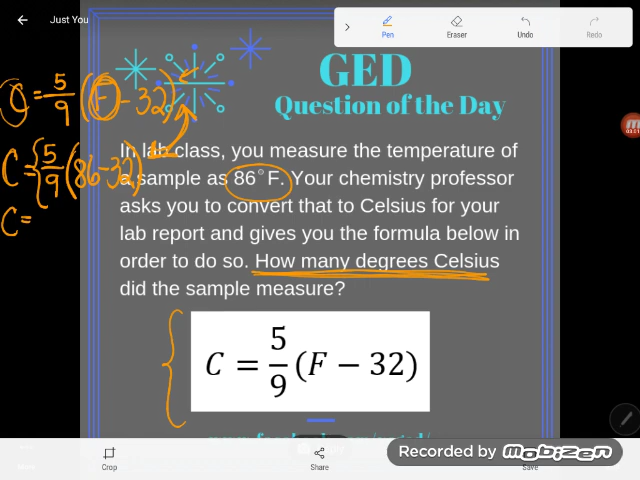 Just You
Pen
Eraser
Undo
Redo
GED
Question of the Day
C = 5/9 (F - 32)
C = 5/9 (86 - 32)
C =
In lab class, you measure the temperature of
a sample as 86°F. Your chemistry professor
asks you to convert that to Celsius for your
lab report and gives you the formula below in
order to do so. How many degrees Celsius
did the sample measure?
C = 5/9 (F − 32)
03:01
Crop
Share
Save
Recorded by mobizen